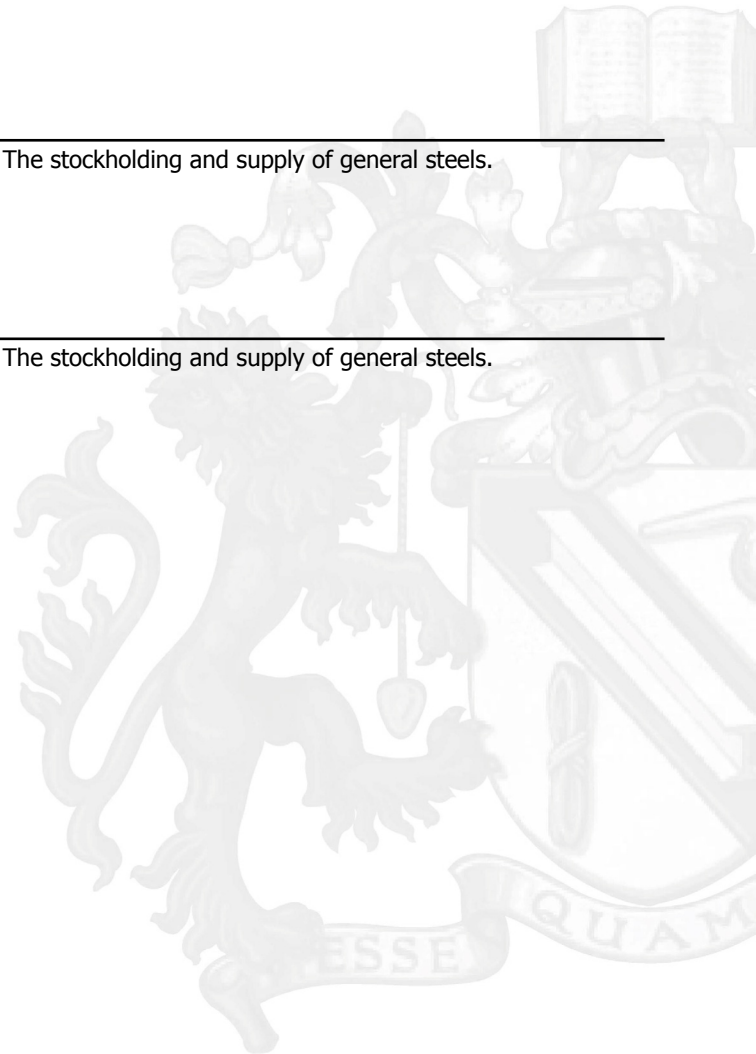 The stockholding and supply of general steels.
The stockholding and supply of general steels.
ESSE QUAM